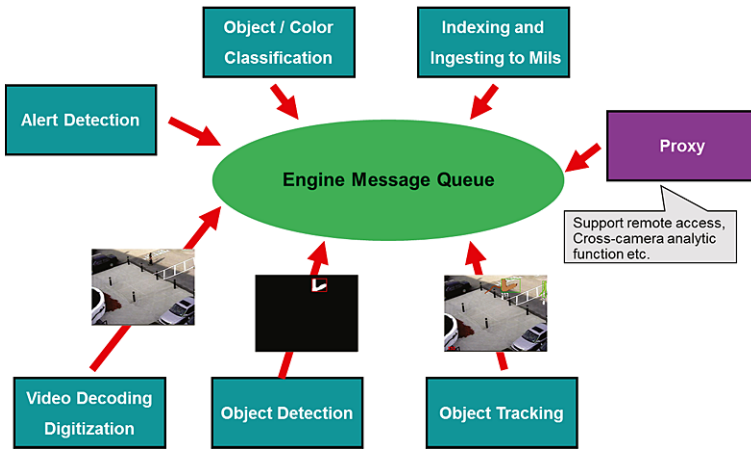 Object / Color
Classification
Indexing and
Ingesting to Mils
Alert Detection
Proxy
Engine Message Queue
Support remote access,
Cross-camera analytic
function etc.
Video Decoding
Digitization
Object Detection
Object Tracking